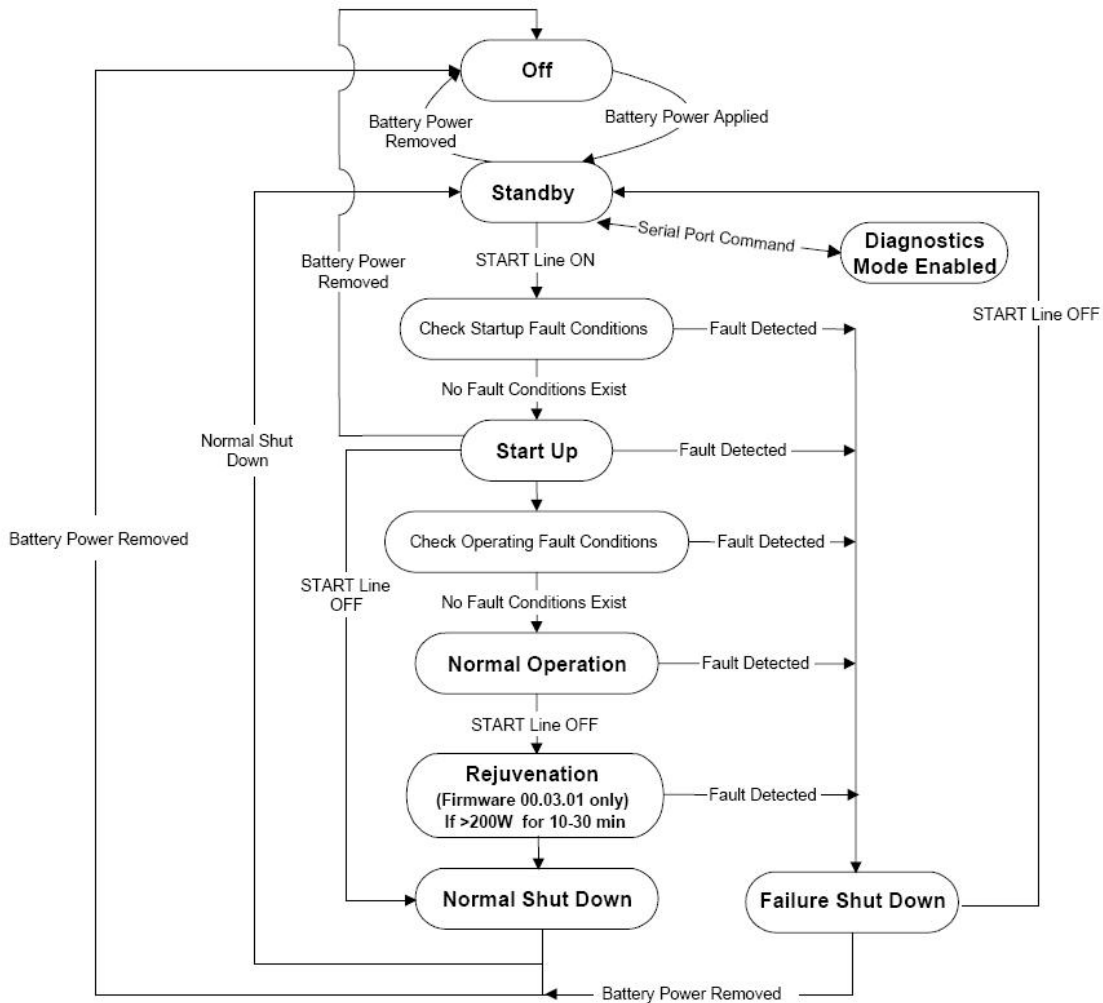 Off
Battery Power
Removed
Battery Power Applied
Standby
Serial Port Command
Diagnostics
Mode Enabled
Battery Power
Removed
START Line ON
START Line OFF
Check Startup Fault Conditions
Fault Detected
No Fault Conditions Exist
Normal Shut
Down
Start Up
Fault Detected
Battery Power Removed
Check Operating Fault Conditions
Fault Detected
START Line
OFF
No Fault Conditions Exist
Normal Operation
Fault Detected
START Line OFF
Rejuvenation
(Firmware 00.03.01 only)
If >200W for 10-30 min
Fault Detected
Normal Shut Down
Failure Shut Down
Battery Power Removed